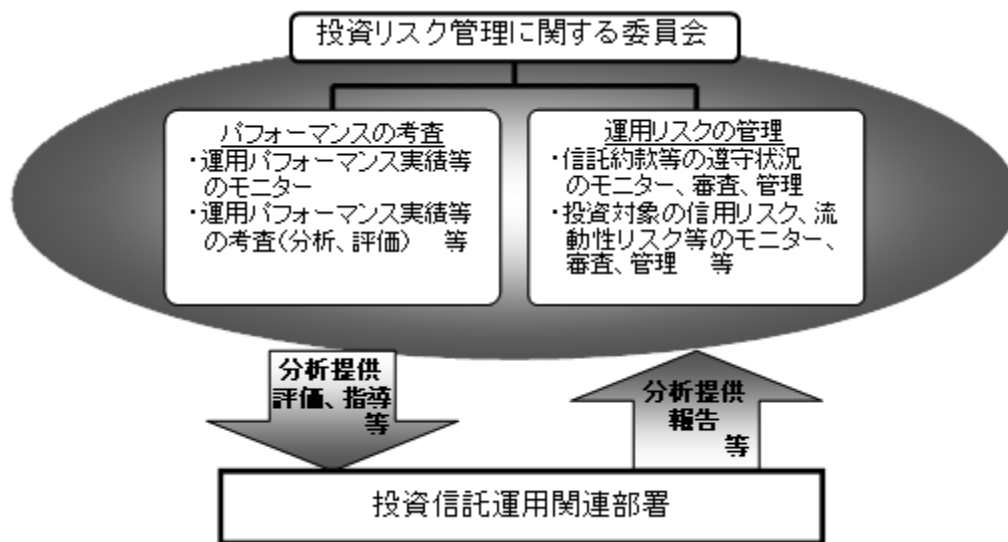 投資リスク管理に関する委員会
パフォーマンスの考査
・運用パフォーマンス実績等
のモニター
・運用パフォーマンス実績等
の考査(分析、評価) 等
運用リスクの管理
・信託約款等の遵守状況
のモニター、審査、管理
・投資対象の信用リスク、流
動性リスク等のモニター、
審査、管理 等
分析提供
評価、指導
等
分析提供
報告
等
投資信託運用関連部署